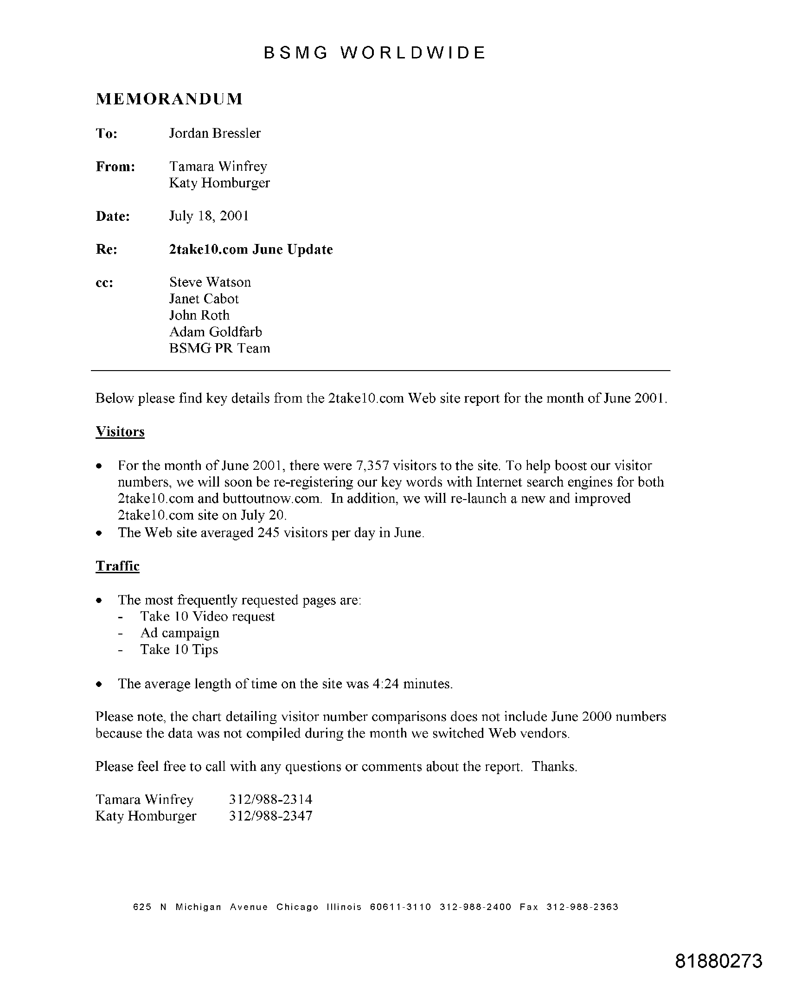 BSMG WORLDWIDE
MEMORANDUM
To: Jordan Bressler
From: Tamara Winfrey
Katy Homburger
Date: July 18, 2001
Re: 2take10.com June Update
cc: Steve Watson
Janet Cabot
John Roth
Adam Goldfarb
BSMG PR Team
Below please find key details from the 2take10.com Web site report for the month of June 2001.
Visitors
• For the month of June 2001, there were 7,357 visitors to the site. To help boost our visitor
numbers, we will soon be re-registering our key words with Internet search engines for both
2take10.com and buttoutnow.com. In addition, we will re-launch a new and improved
2take10.com site on July 20.
• The Web site averaged 245 visitors per day in June.
Traffic
• The most frequently requested pages are:
- Take 10 Video request
- Ad campaign
- Take 10 Tips
• The average length of time on the site was 4:24 minutes.
Please note, the chart detailing visitor number comparisons does not include June 2000 numbers
because the data was not compiled during the month we switched Web vendors.
Please feel free to call with any questions or comments about the report. Thanks.
Tamara Winfrey 312/988-2314
Katy Homburger 312/988-2347
625 N Michigan Avenue Chicago Illinois 60611-3110 312-988-2400 Fax 312-988-2363
81880273